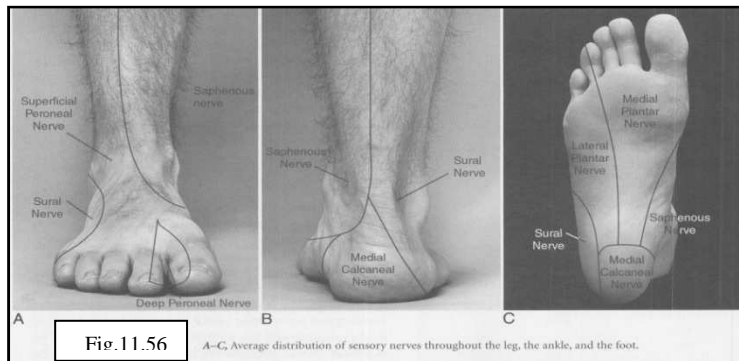 Superficial
Peroneal
Nerve
Saphenous
nerve
Sural
Nerve
Deep Peroneal Nerve
A
Saphenous
Nerve
Sural
Nerve
Medial
Calcaneal
Nerve
B
Medial
Plantar
Nerve
Lateral
Plantar
Nerve
Saphenous
Nerve
Sural
Nerve
Medial
Calcaneal
Nerve
C
Fig.11.56
A–C, Average distribution of sensory nerves throughout the leg, the ankle, and the foot.